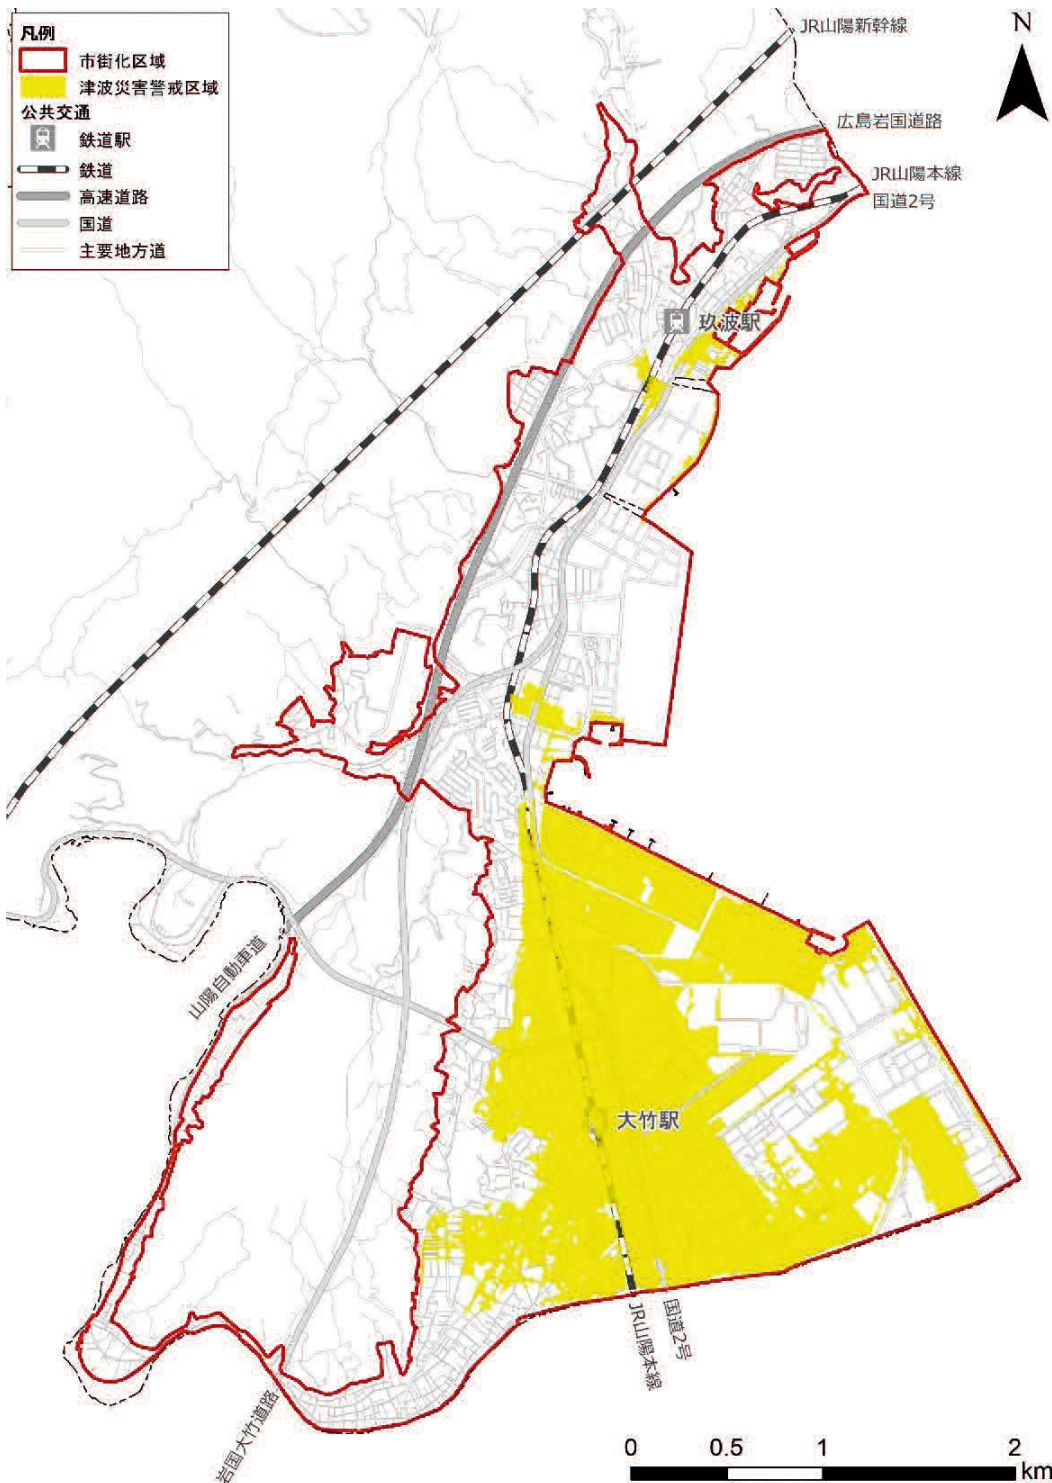 凡例
市街化区域
津波災害警戒区域
公共交通
鉄道駅
鉄道
高速道路
国道
主要地方道
JR山陽新幹線
N
広島岩国道路
JR山陽本線
国道2号
玖波駅
山陽自動車道
大竹駅
国道2号
JR山陽本線
岩国大竹道路
0 0.5 1 2
km